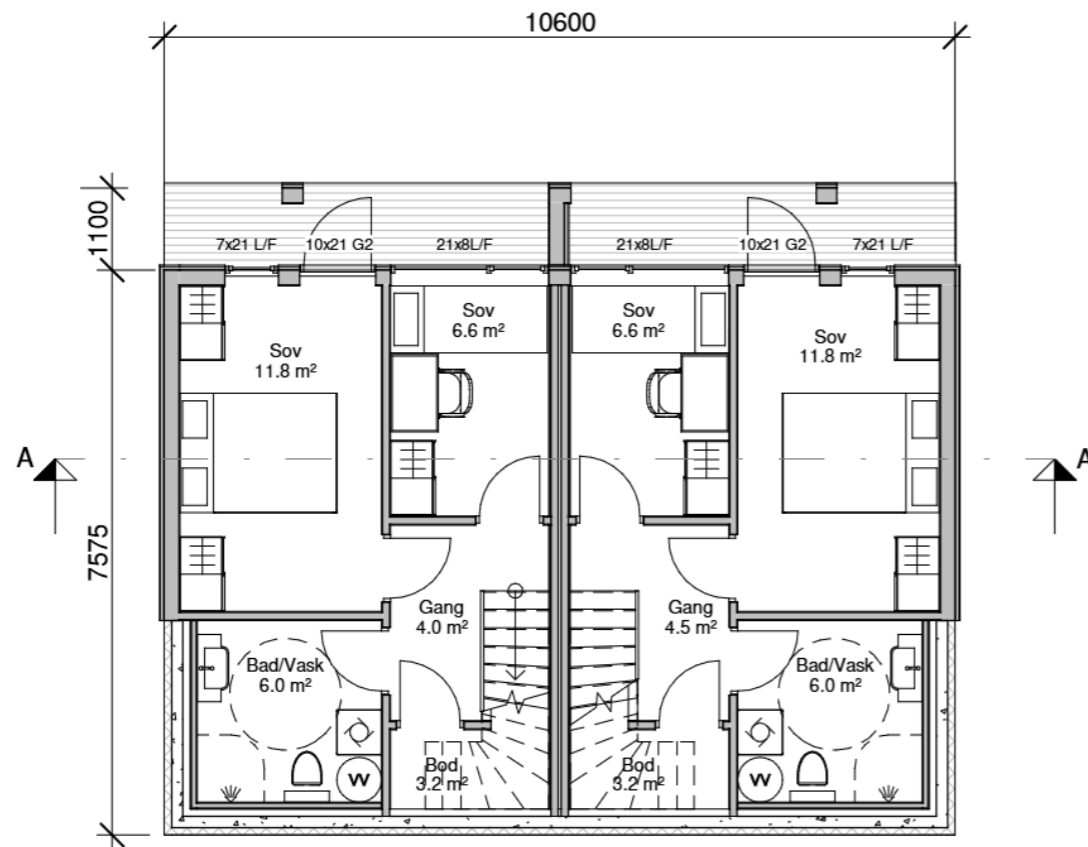 10600
1100
7x21 L/F
10x21 G2
21x8L/F
21x8L/F
10x21 G2
7x21 L/F
Sov
6.6 m²
Sov
6.6 m²
Sov
11.8 m²
Sov
11.8 m²
A
A
7575
Gang
4.0 m²
Gang
4.5 m²
Bad/Vask
6.0 m²
Bad/Vask
6.0 m²
Bod
3.2 m²
Bod
3.2 m²
VV
VV